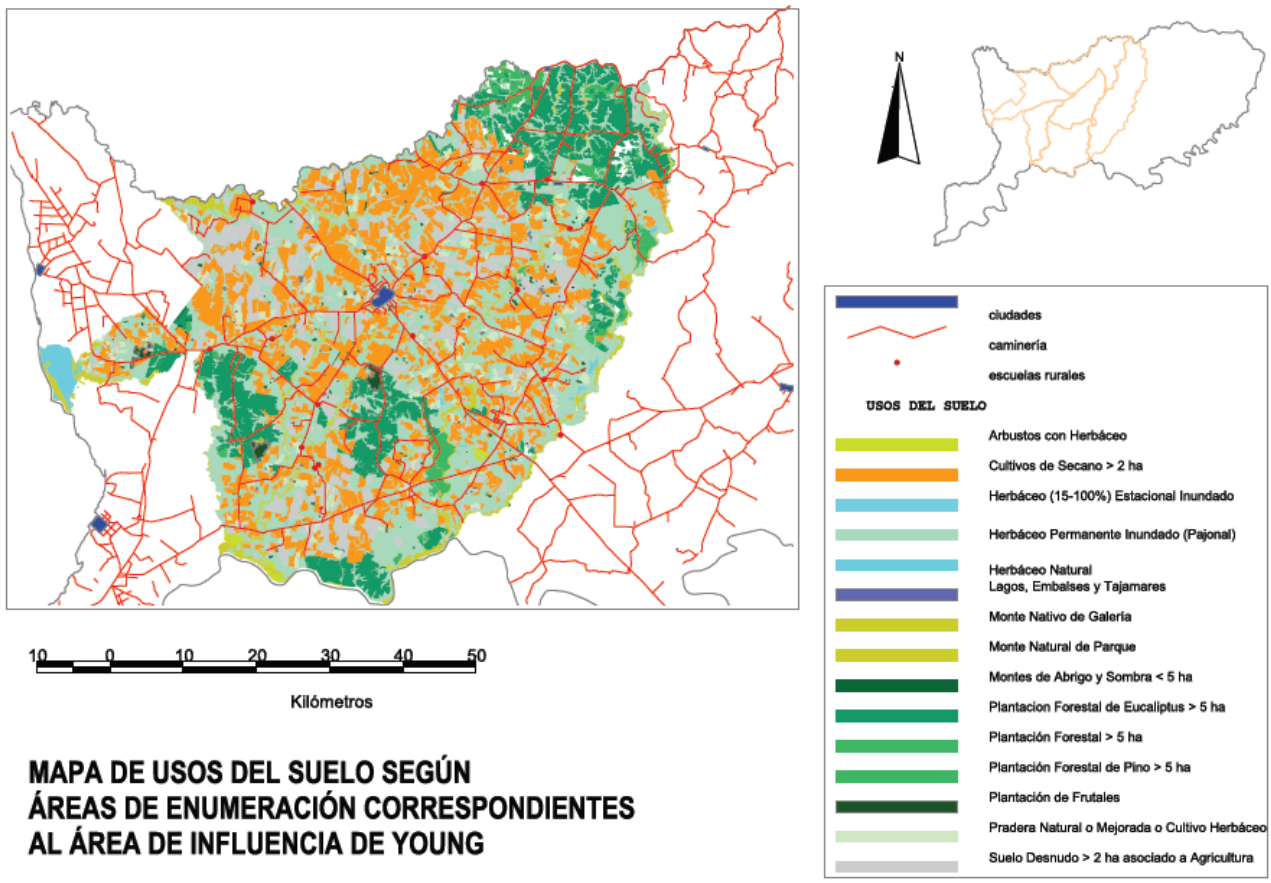 N
ciudades
caminería
escuelas rurales
USOS DEL SUELO
Arbustos con Herbáceo
Cultivos de Secano > 2 ha
Herbáceo (15-100%) Estacional Inundado
Herbáceo Permanente Inundado (Pajonal)
Herbáceo Natural
Lagos, Embalses y Tajamares
Monte Nativo de Galería
Monte Natural de Parque
Montes de Abrigo y Sombra < 5 ha
Plantacion Forestal de Eucaliptus > 5 ha
Plantación Forestal > 5 ha
Plantación Forestal de Pino > 5 ha
Plantación de Frutales
Pradera Natural o Mejorada o Cultivo Herbáceo
Suelo Desnudo > 2 ha asociado a Agricultura
10 0 10 20 30 40 50
Kilómetros
MAPA DE USOS DEL SUELO SEGÚN
ÁREAS DE ENUMERACIÓN CORRESPONDIENTES
AL ÁREA DE INFLUENCIA DE YOUNG